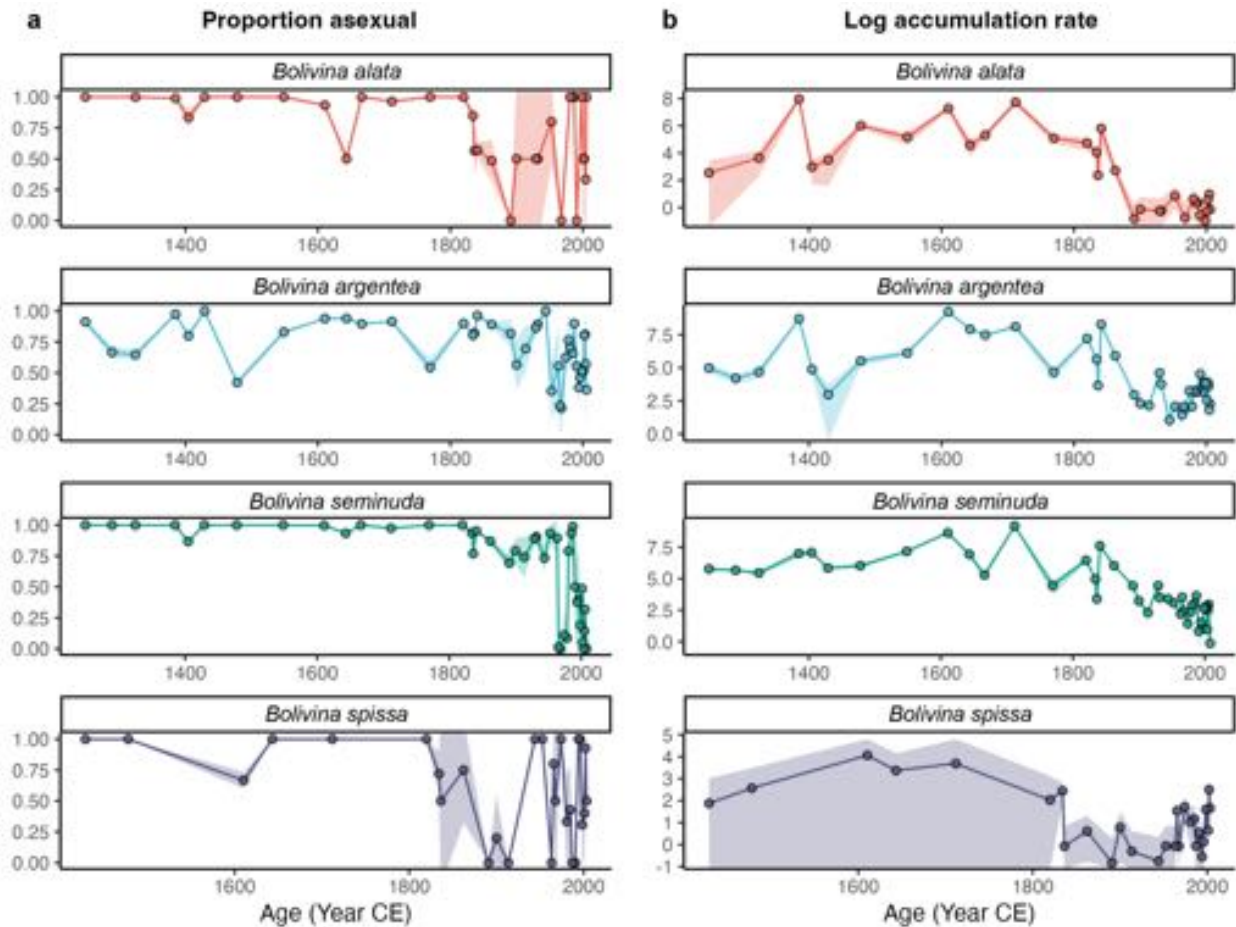 a Proportion asexual
Bolivina alata
1.00
0.75
0.50
0.25
0.00
1400 1600 1800 2000
Bolivina argentea
1.00
0.75
0.50
0.25
0.00
1400 1600 1800 2000
Bolivina seminuda
1.00
0.75
0.50
0.25
0.00
1400 1600 1800 2000
Bolivina spissa
1.00
0.75
0.50
0.25
0.00
1600 1800 2000
Age (Year CE)
b Log accumulation rate
Bolivina alata
8
6
4
2
0
1400 1600 1800 2000
Bolivina argentea
7.5
5.0
2.5
0.0
1400 1600 1800 2000
Bolivina seminuda
7.5
5.0
2.5
0.0
1400 1600 1800 2000
Bolivina spissa
5
4
3
2
1
0
-1
1600 1800 2000
Age (Year CE)